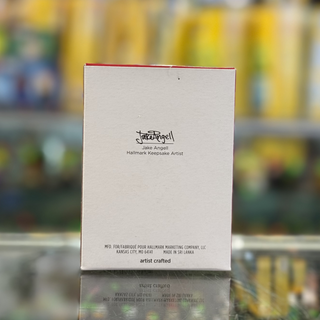 Jake Angell
Jake Angell
Hallmark Keepsake Artist
MFD. FOR/FABRIQUÉ POUR HALLMARK MARKETING COMPANY, LLC
KANSAS CITY, MO 64141 MADE IN SRI LANKA
artist crafted